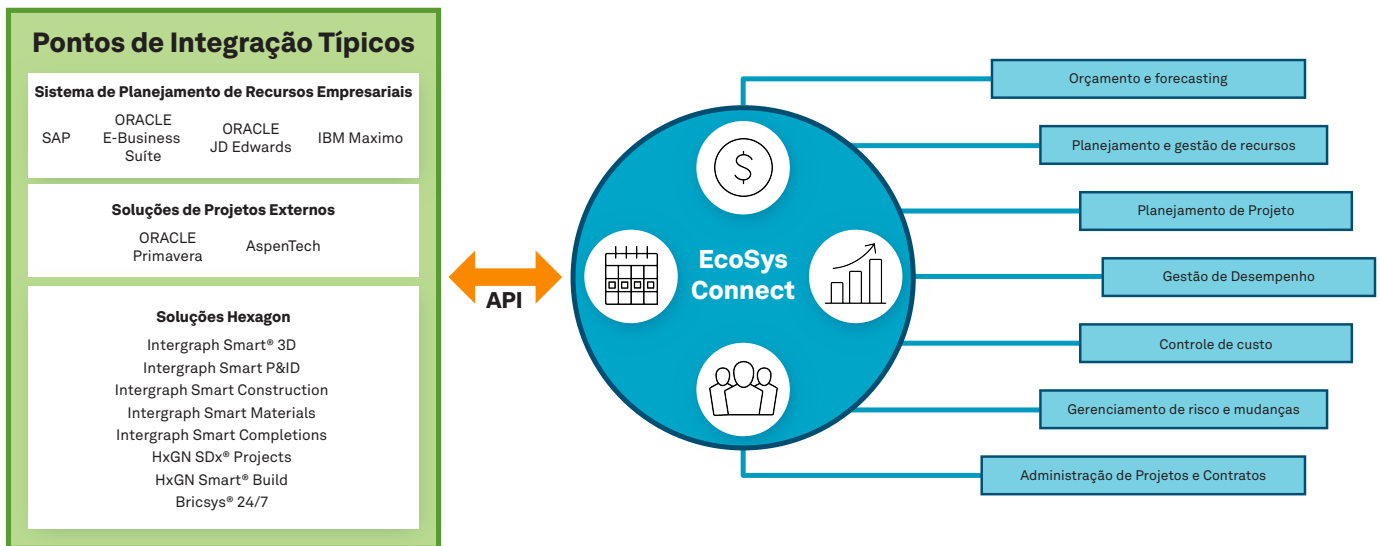 Pontos de Integração Típicos
Sistema de Planejamento de Recursos Empresariais
SAP
ORACLE
E-Business
Suíte
ORACLE
JD Edwards
IBM Maximo
Soluções de Projetos Externos
ORACLE
Primavera
AspenTech
Soluções Hexagon
Intergraph Smart® 3D
Intergraph Smart P&ID
Intergraph Smart Construction
Intergraph Smart Materials
Intergraph Smart Completions
HxGN SDx® Projects
HxGN Smart® Build
Bricsys® 24/7
API
$
EcoSys
Connect
Orçamento e forecasting
Planejamento e gestão de recursos
Planejamento de Projeto
Gestão de Desempenho
Controle de custo
Gerenciamento de risco e mudanças
Administração de Projetos e Contratos